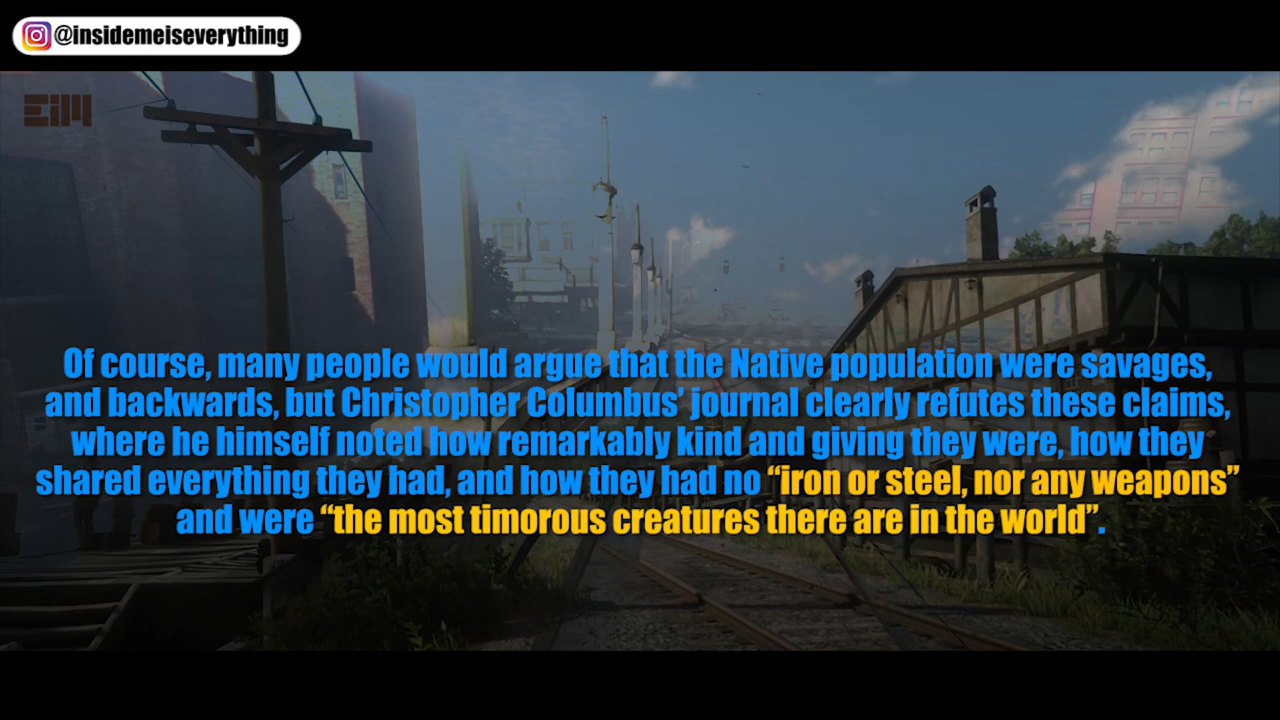 @insidemeiseverything
EIM
Of course, many people would argue that the Native population were savages,
and backwards, but Christopher Columbus’ journal clearly refutes these claims,
where he himself noted how remarkably kind and giving they were, how they
shared everything they had, and how they had no “iron or steel, nor any weapons”
and were “the most timorous creatures there are in the world”.